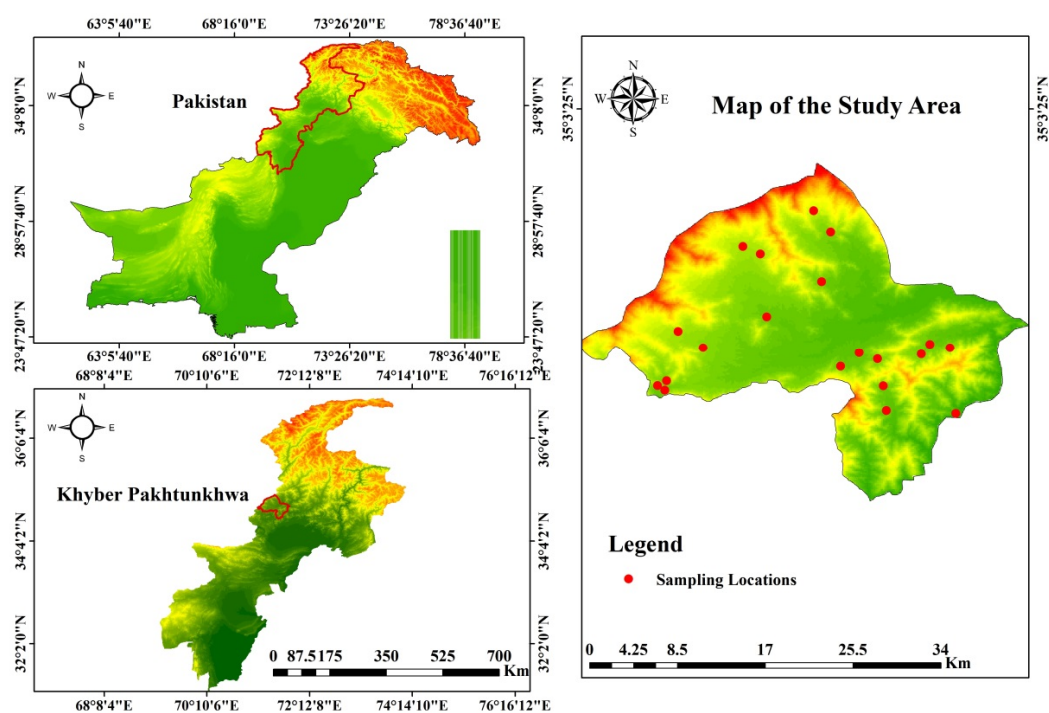 63°5'40"E 68°16'0"E 73°26'20"E 78°36'40"E
34°8'0"N
28°57'40"N
23°47'20"N
N
W E
S
Pakistan
34°8'0"N
28°57'40"N
23°47'20"N
63°5'40"E 68°16'0"E 73°26'20"E 78°36'40"E
68°8'4"E 70°10'6"E 72°12'8"E 74°14'10"E 76°16'12"E
36°6'4"N
34°4'2"N
32°2'0"N
N
W E
S
Khyber Pakhtunkhwa
36°6'4"N
34°4'2"N
32°2'0"N
0 87.5 175 350 525 700
Km
68°8'4"E 70°10'6"E 72°12'8"E 74°14'10"E 76°16'12"E
35°3'25"N
N
W E
S
Map of the Study Area
35°3'25"N
Legend
Sampling Locations
0 4.25 8.5 17 25.5 34
Km